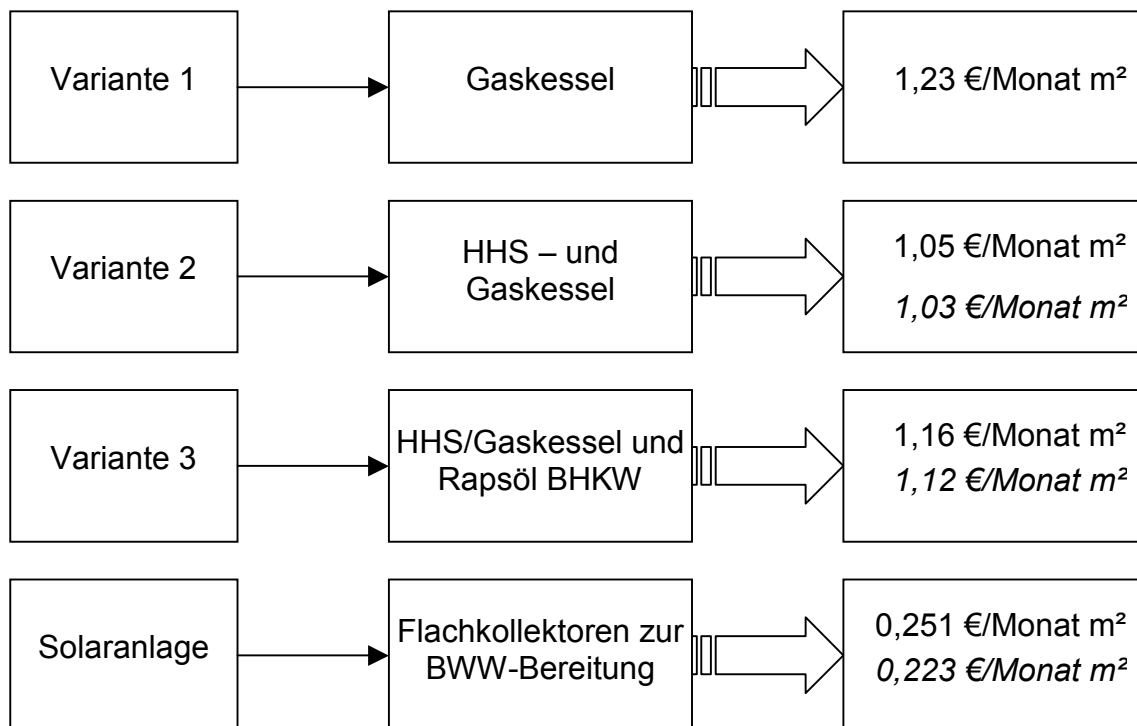 Variante 1
Gaskessel
1,23 €/Monat m²
Variante 2
HHS – und
Gaskessel
1,05 €/Monat m²
1,03 €/Monat m²
Variante 3
HHS/Gaskessel und
Rapsöl BHKW
1,16 €/Monat m²
1,12 €/Monat m²
Solaranlage
Flachkollektoren zur
BWW-Bereitung
0,251 €/Monat m²
0,223 €/Monat m²